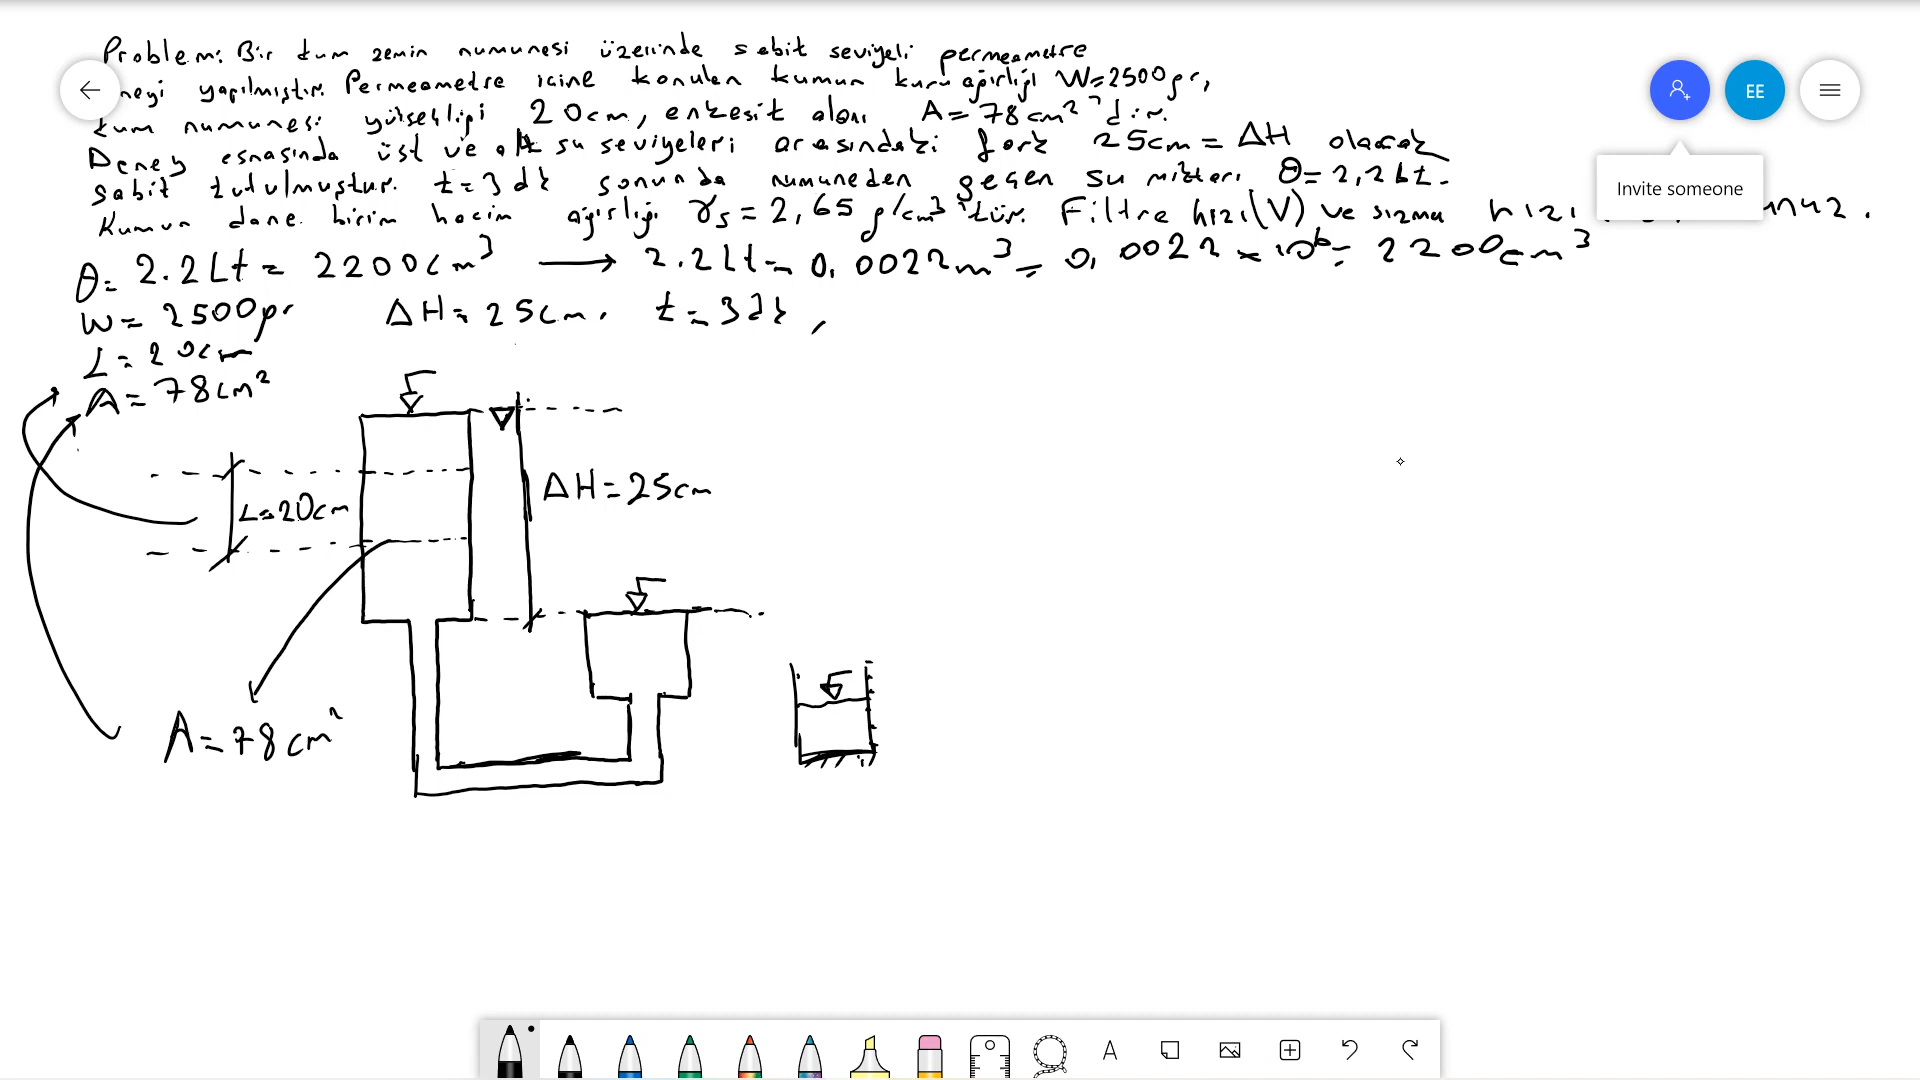 Problem: Bir kum zemin numunesi üzerinde sabit seviyeli permeametre
neyi yapılmıştır. Permeametre içine konulan kumun kuru ağırlığı W=2500gr,
kum numunesi yüksekliği 20cm, enkesit alanı A=78cm²'dir.
Deney esnasında üst ve alt su seviyeleri arasındaki fark 25cm=ΔH olacak
sabit tutulmuştur. t=3dk sonunda numuneden geçen su miktarı Θ=2,2Lt.
Kumun dane birim hacim ağırlığı γs=2,65 g/cm³'tür. Filtre hızı(V) ve sızma hızı unuz.
Θ= 2.2Lt= 2200cm³ → 2.2Lt= 0,0022m³= 0,0022×10⁶= 2200cm³
W= 2500gr ΔH=25cm, t=3dk,
L=20cm
A=78cm²
L=20cm
ΔH=25cm
A=78cm²
Invite someone
EE
A